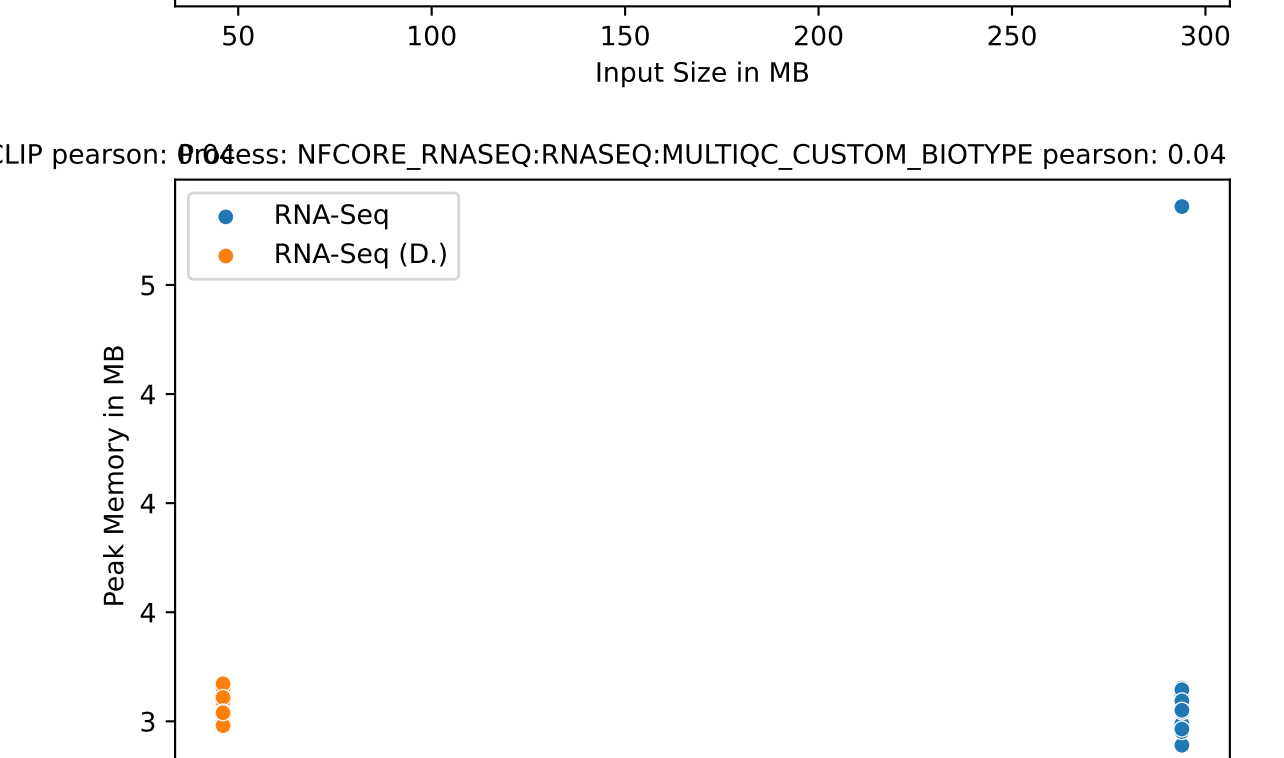 50 100 150 200 250 300
Input Size in MB
CLIP pearson: 0.04
Process: NFCORE_RNASEQ:RNASEQ:MULTIQC_CUSTOM_BIOTYPE pearson: 0.04
RNA-Seq
RNA-Seq (D.)
5
4
4
4
3
Peak Memory in MB